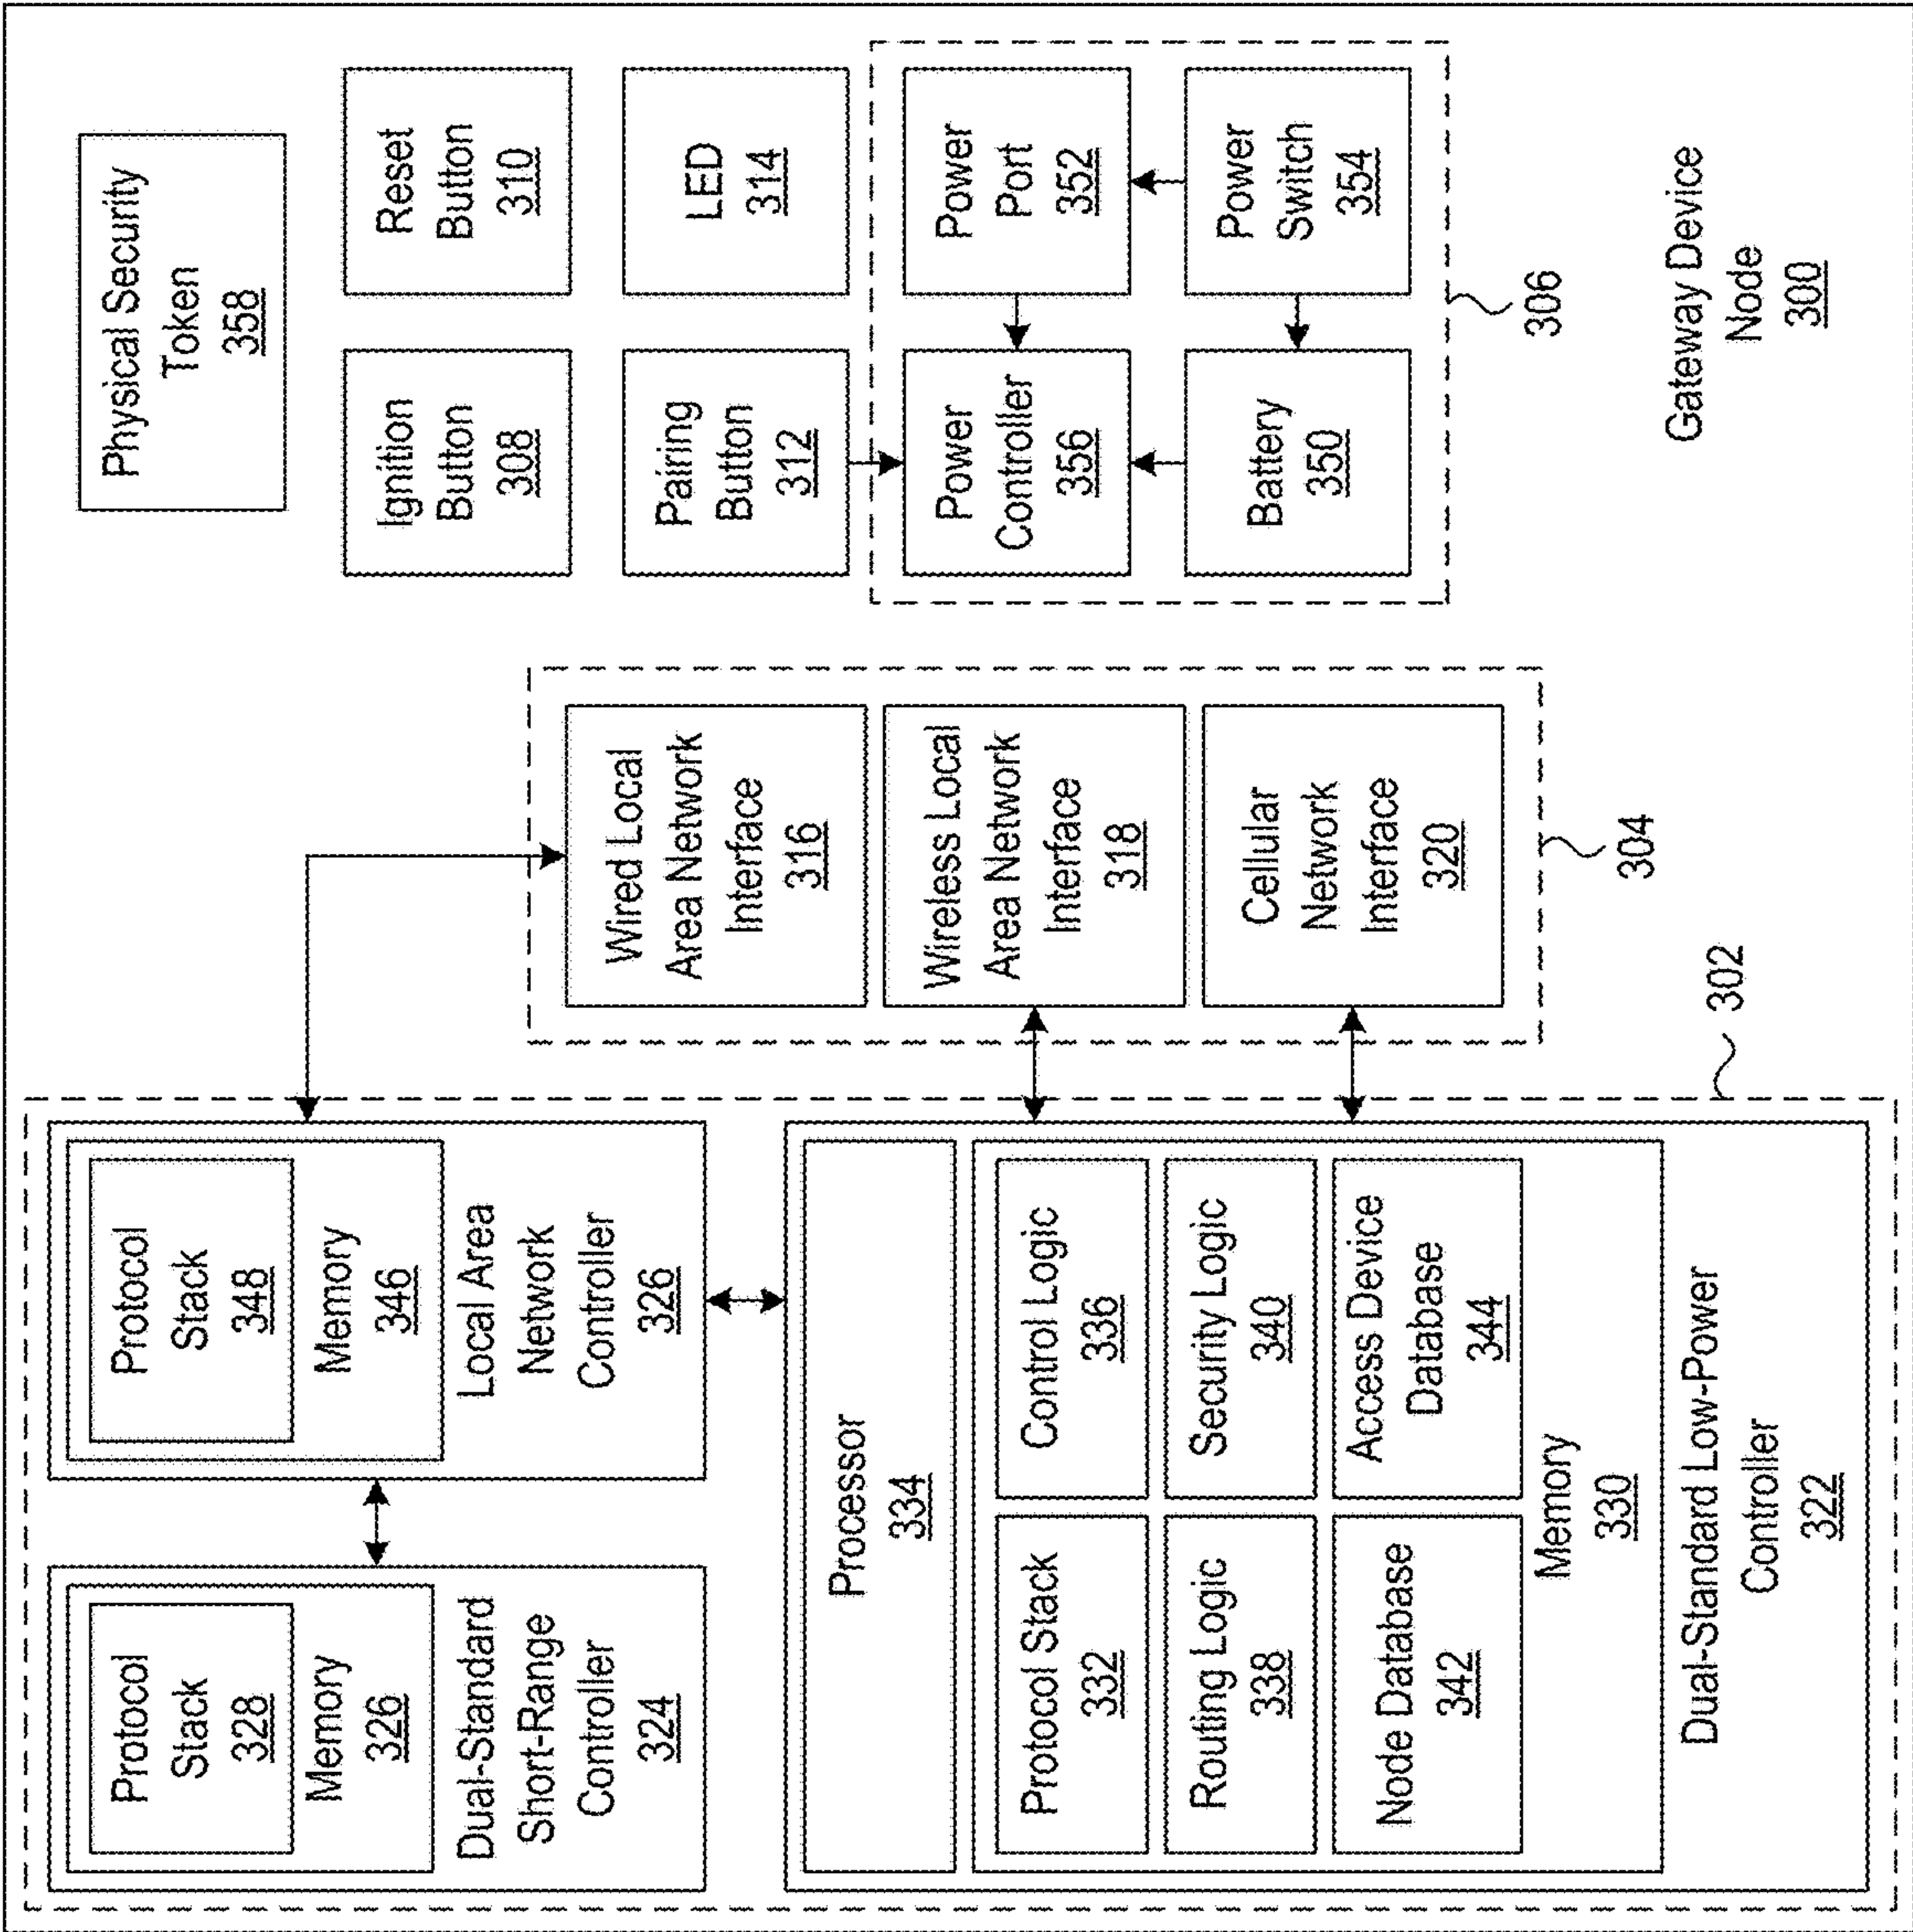 Protocol
Stack
328
Memory
326
Dual-Standard
Short-Range
Controller
324
Protocol
Stack
348
Memory
346
Local Area
Network
Controller
326
Processor
334
Protocol Stack
332
Control Logic
336
Routing Logic
338
Security Logic
340
Node Database
342
Access Device
Database
344
Memory
330
Dual-Standard Low-Power
Controller
322
302
Wired Local
Area Network
Interface
316
Wireless Local
Area Network
Interface
318
Cellular
Network
Interface
320
304
Physical Security
Token
358
Ignition
Button
308
Reset
Button
310
Pairing
Button
312
LED
314
Power
Controller
356
Power
Port
352
Battery
350
Power
Switch
354
306
Gateway Device
Node
300